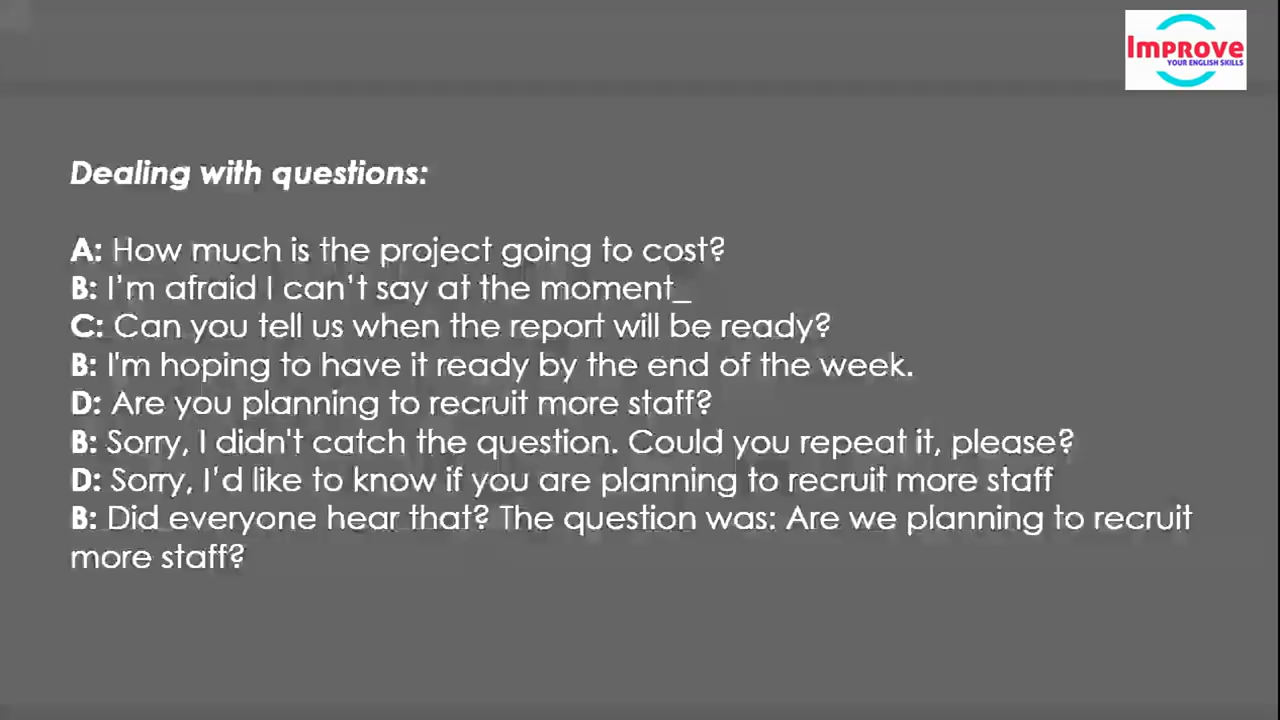 Improve
YOUR ENGLISH SKILLS
Dealing with questions:
A: How much is the project going to cost?
B: I’m afraid I can’t say at the moment_
C: Can you tell us when the report will be ready?
B: I'm hoping to have it ready by the end of the week.
D: Are you planning to recruit more staff?
B: Sorry, I didn't catch the question. Could you repeat it, please?
D: Sorry, I’d like to know if you are planning to recruit more staff
B: Did everyone hear that? The question was: Are we planning to recruit
more staff?